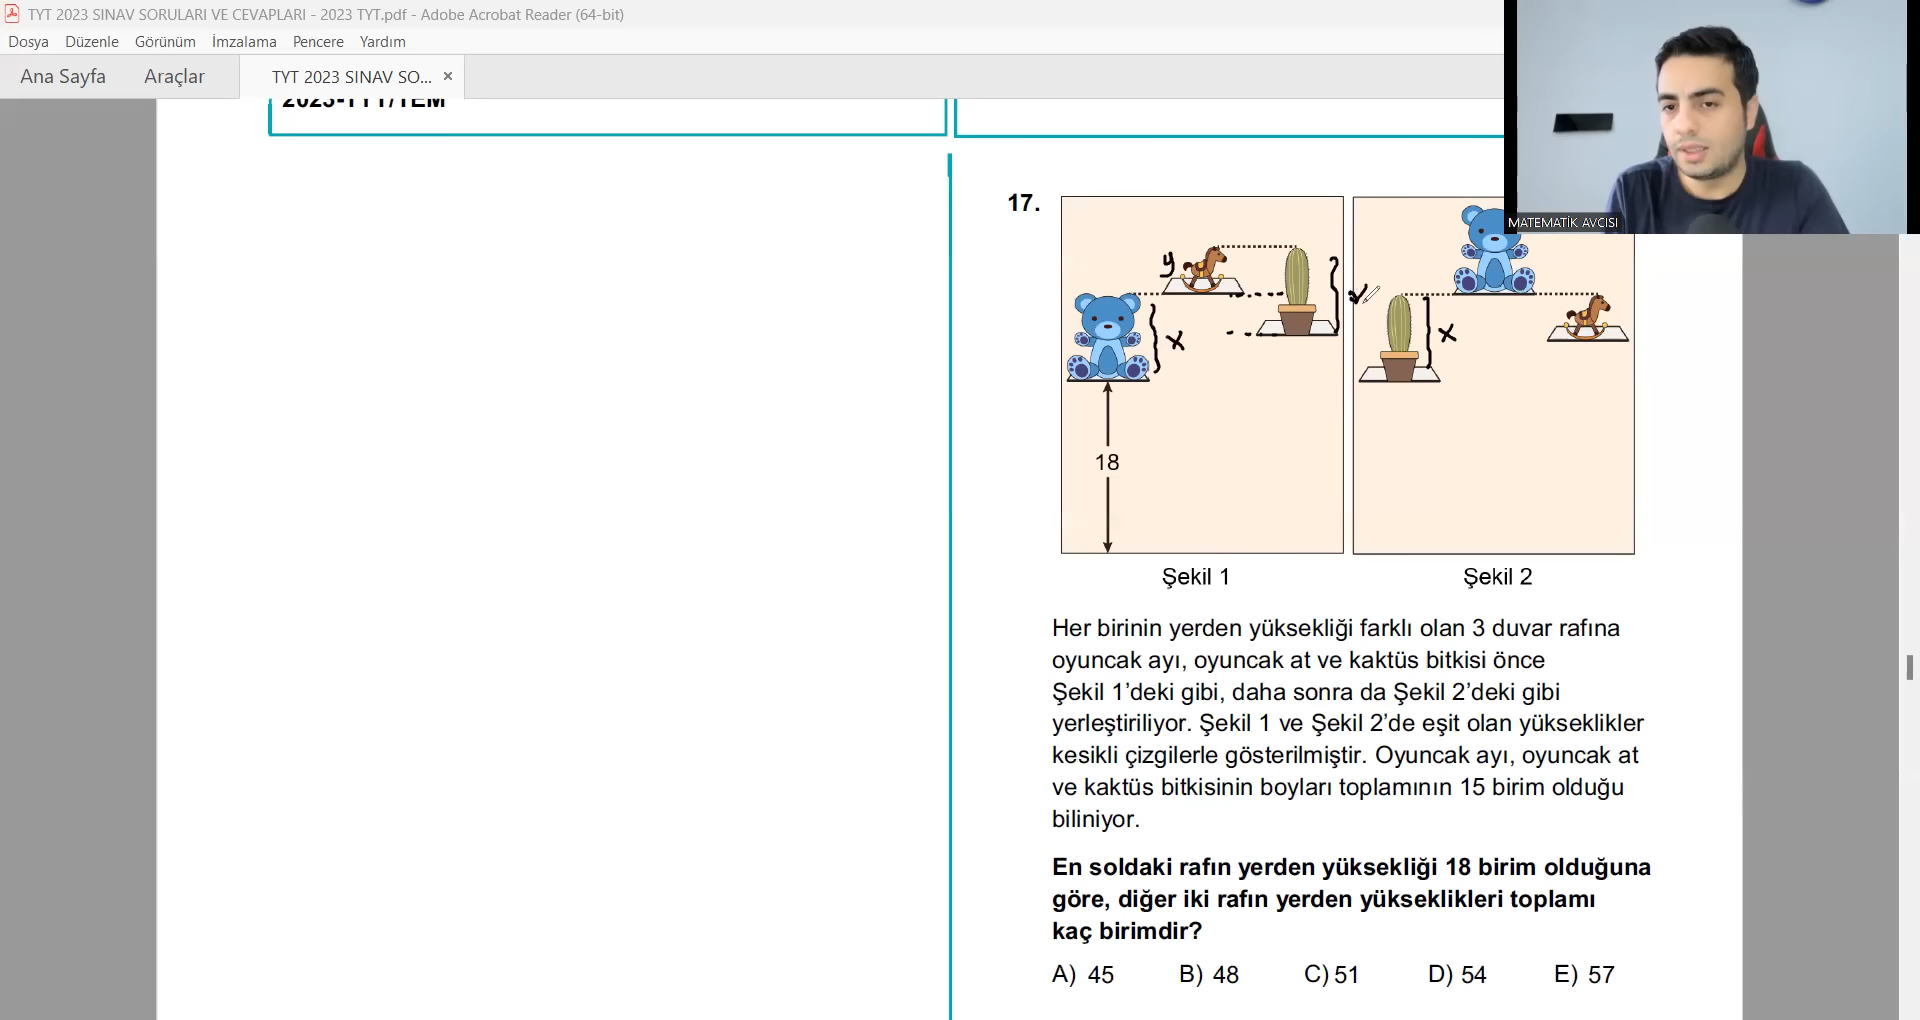 TYT 2023 SINAV SORULARI VE CEVAPLARI - 2023 TYT.pdf - Adobe Acrobat Reader (64-bit)
Dosya Düzenle Görünüm İmzalama Pencere Yardım
Ana Sayfa Araçlar TYT 2023 SINAV SO... ×
2023-TYT/TEM
MATEMATİK AVCISI
17.
y
x
x
x
18
Şekil 1 Şekil 2
Her birinin yerden yüksekliği farklı olan 3 duvar rafına
oyuncak ayı, oyuncak at ve kaktüs bitkisi önce
Şekil 1’deki gibi, daha sonra da Şekil 2’deki gibi
yerleştiriliyor. Şekil 1 ve Şekil 2’de eşit olan yükseklikler
kesikli çizgilerle gösterilmiştir. Oyuncak ayı, oyuncak at
ve kaktüs bitkisinin boyları toplamının 15 birim olduğu
biliniyor.
En soldaki rafın yerden yüksekliği 18 birim olduğuna
göre, diğer iki rafın yerden yükseklikleri toplamı
kaç birimdir?
A) 45 B) 48 C) 51 D) 54 E) 57